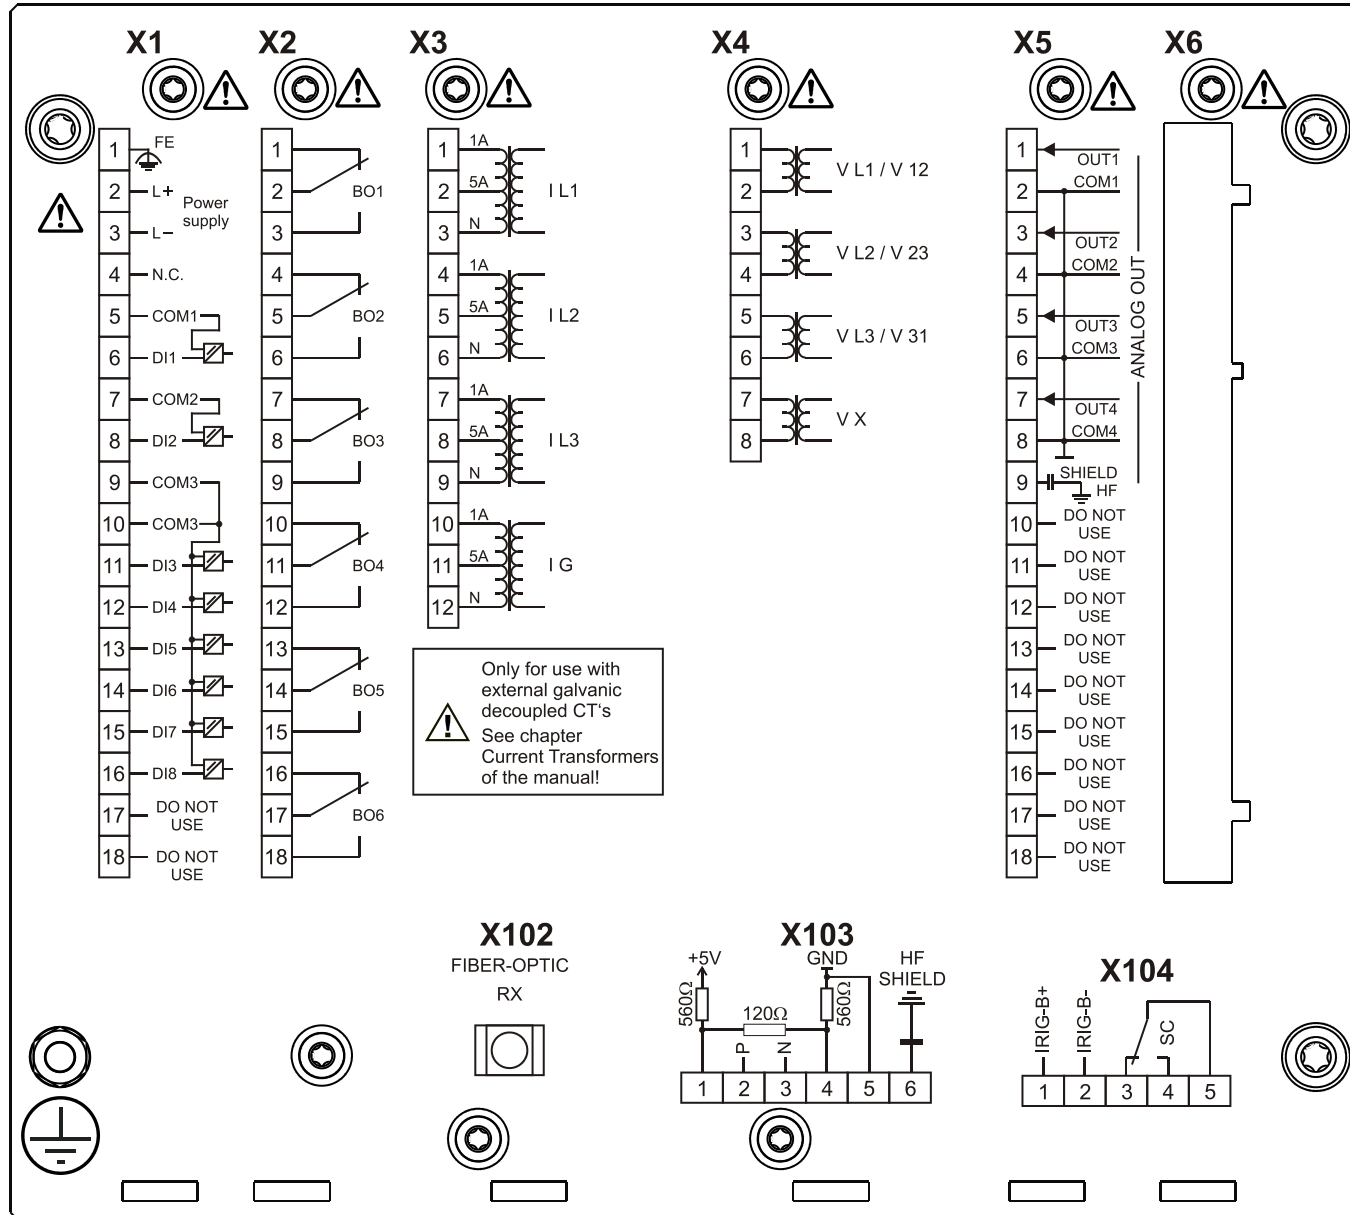 X1
X2
X3
X4
X5
X6
1 FE
2 L+
Power
supply
3 L–
4 N.C.
5 COM1
6 DI1
7 COM2
8 DI2
9 COM3
10 COM3
11 DI3
12 DI4
13 DI5
14 DI6
15 DI7
16 DI8
17 DO NOT
USE
18 DO NOT
USE
1
2 BO1
3
4
5 BO2
6
7
8 BO3
9
10
11 BO4
12
13
14 BO5
15
16
17 BO6
18
1 1A
2 5A I L1
3 N
4 1A
5 5A I L2
6 N
7 1A
8 5A I L3
9 N
10 1A
11 5A I G
12 N
Only for use with
external galvanic
decoupled CT's
See chapter
Current Transformers
of the manual!
1
V L1 / V 12
2
3
V L2 / V 23
4
5
V L3 / V 31
6
7
V X
8
1 OUT1
2 COM1
3 OUT2
4 COM2
5 OUT3
6 COM3
7 OUT4
8 COM4
ANALOG OUT
9 SHIELD
HF
10 DO NOT
USE
11 DO NOT
USE
12 DO NOT
USE
13 DO NOT
USE
14 DO NOT
USE
15 DO NOT
USE
16 DO NOT
USE
17 DO NOT
USE
18 DO NOT
USE
X102
FIBER-OPTIC
RX
X103
+5V GND HF
SHIELD
560Ω 120Ω 560Ω
P N
1 2 3 4 5 6
X104
IRIG-B+ IRIG-B- SC
1 2 3 4 5